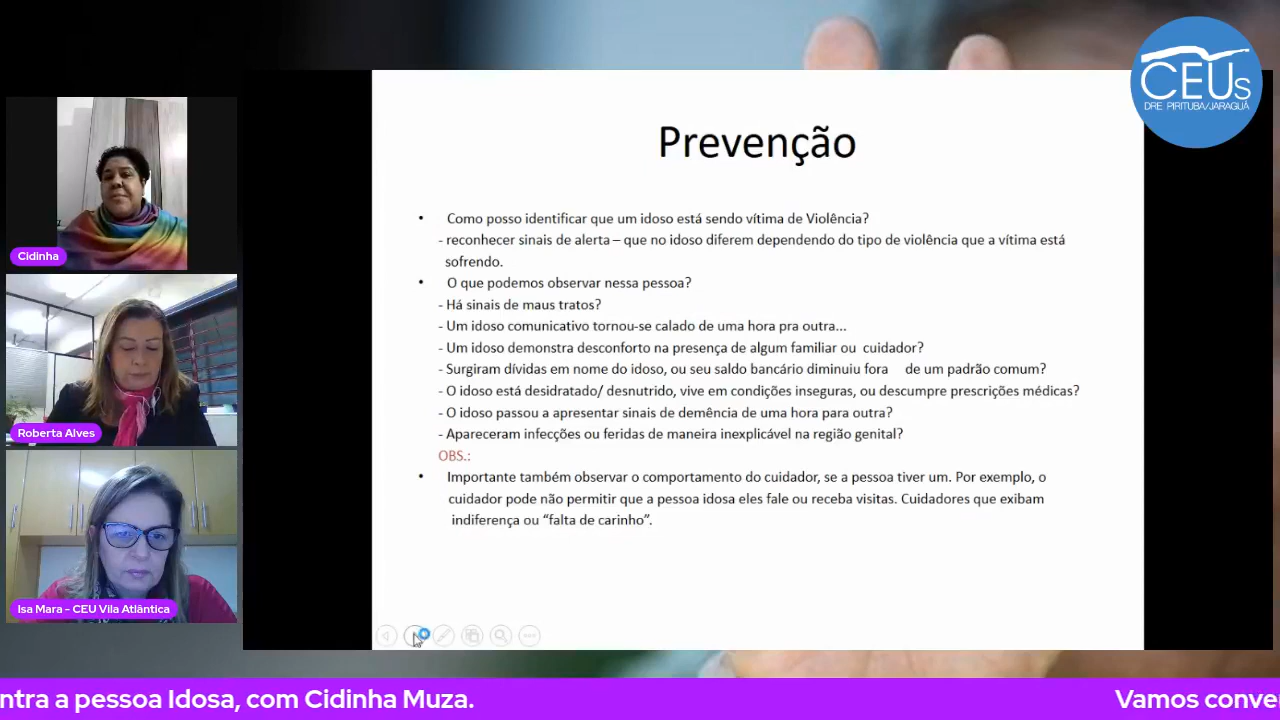 CEUs
DRE PIRITUBA/JARAGUÁ
Prevenção
• Como posso identificar que um idoso está sendo vítima de Violência?
- reconhecer sinais de alerta – que no idoso diferem dependendo do tipo de violência que a vítima está
sofrendo.
• O que podemos observar nessa pessoa?
- Há sinais de maus tratos?
- Um idoso comunicativo tornou-se calado de uma hora pra outra...
- Um idoso demonstra desconforto na presença de algum familiar ou cuidador?
- Surgiram dívidas em nome do idoso, ou seu saldo bancário diminuiu fora de um padrão comum?
- O idoso está desidratado/ desnutrido, vive em condições inseguras, ou descumpre prescrições médicas?
- O idoso passou a apresentar sinais de demência de uma hora para outra?
- Apareceram infecções ou feridas de maneira inexplicável na região genital?
OBS.:
• Importante também observar o comportamento do cuidador, se a pessoa tiver um. Por exemplo, o
cuidador pode não permitir que a pessoa idosa eles fale ou receba visitas. Cuidadores que exibam
indiferença ou “falta de carinho”.
Cidinha
Roberta Alves
Isa Mara - CEU Vila Atlântica
ntra a pessoa Idosa, com Cidinha Muza.
Vamos conve